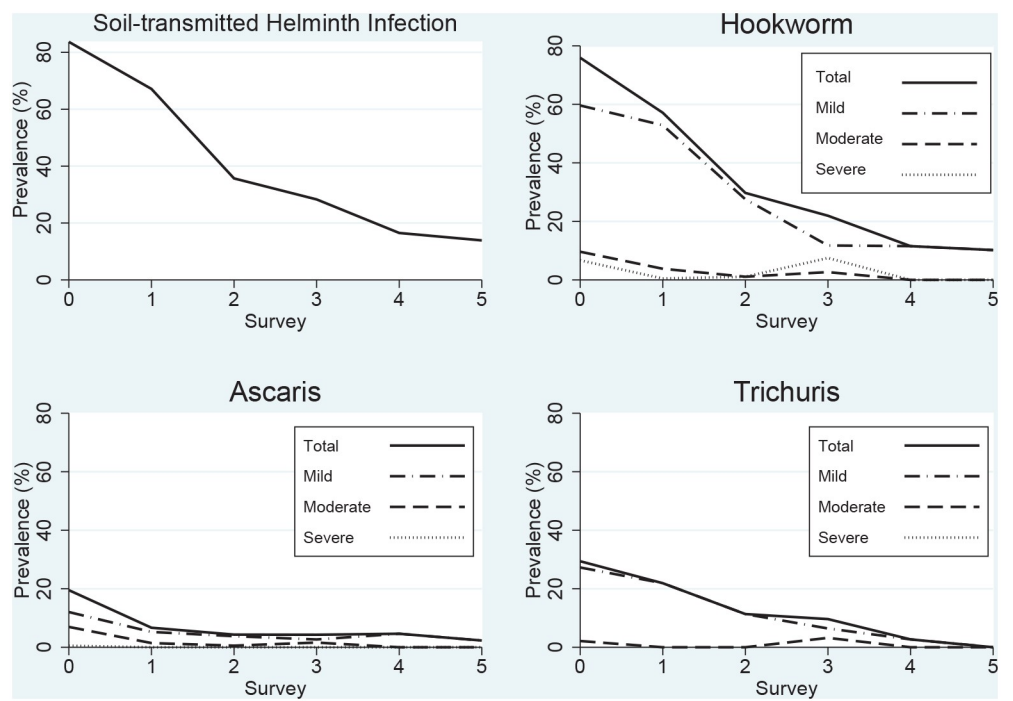 Soil-transmitted Helminth Infection
Prevalence (%)
80
60
40
20
0
0 1 2 3 4 5
Survey
Hookworm
Prevalence (%)
80
60
40
20
0
Total
Mild
Moderate
Severe
0 1 2 3 4 5
Survey
Ascaris
Prevalence (%)
80
60
40
20
0
Total
Mild
Moderate
Severe
0 1 2 3 4 5
Survey
Trichuris
Prevalence (%)
80
60
40
20
0
Total
Mild
Moderate
Severe
0 1 2 3 4 5
Survey